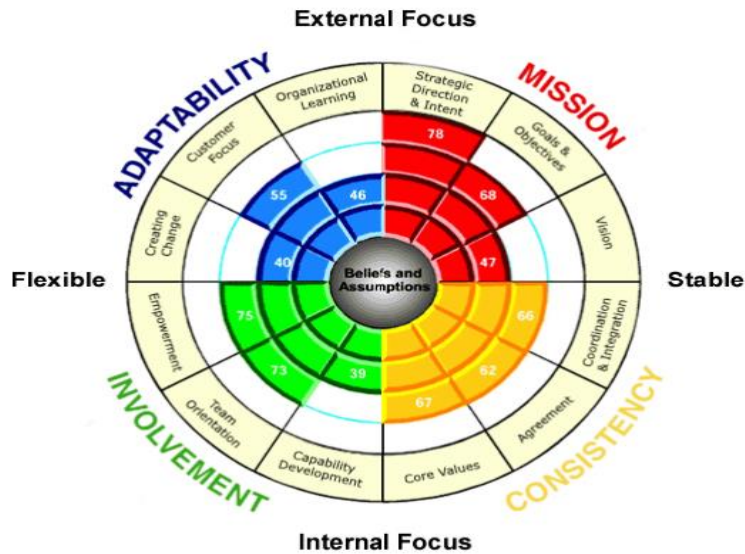 External Focus
ADAPTABILITY
MISSION
Organizational
Learning
Strategic
Direction
& Intent
Customer
Focus
Goals &
Objectives
Creating
Change
Vision
78
68
47
55
46
40
Flexible
Beliefs and
Assumptions
Stable
75
73
39
66
62
67
Empowerment
Coordination
& Integration
Team
Orientation
Agreement
Capability
Development
Core Values
INVOLVEMENT
CONSISTENCY
Internal Focus